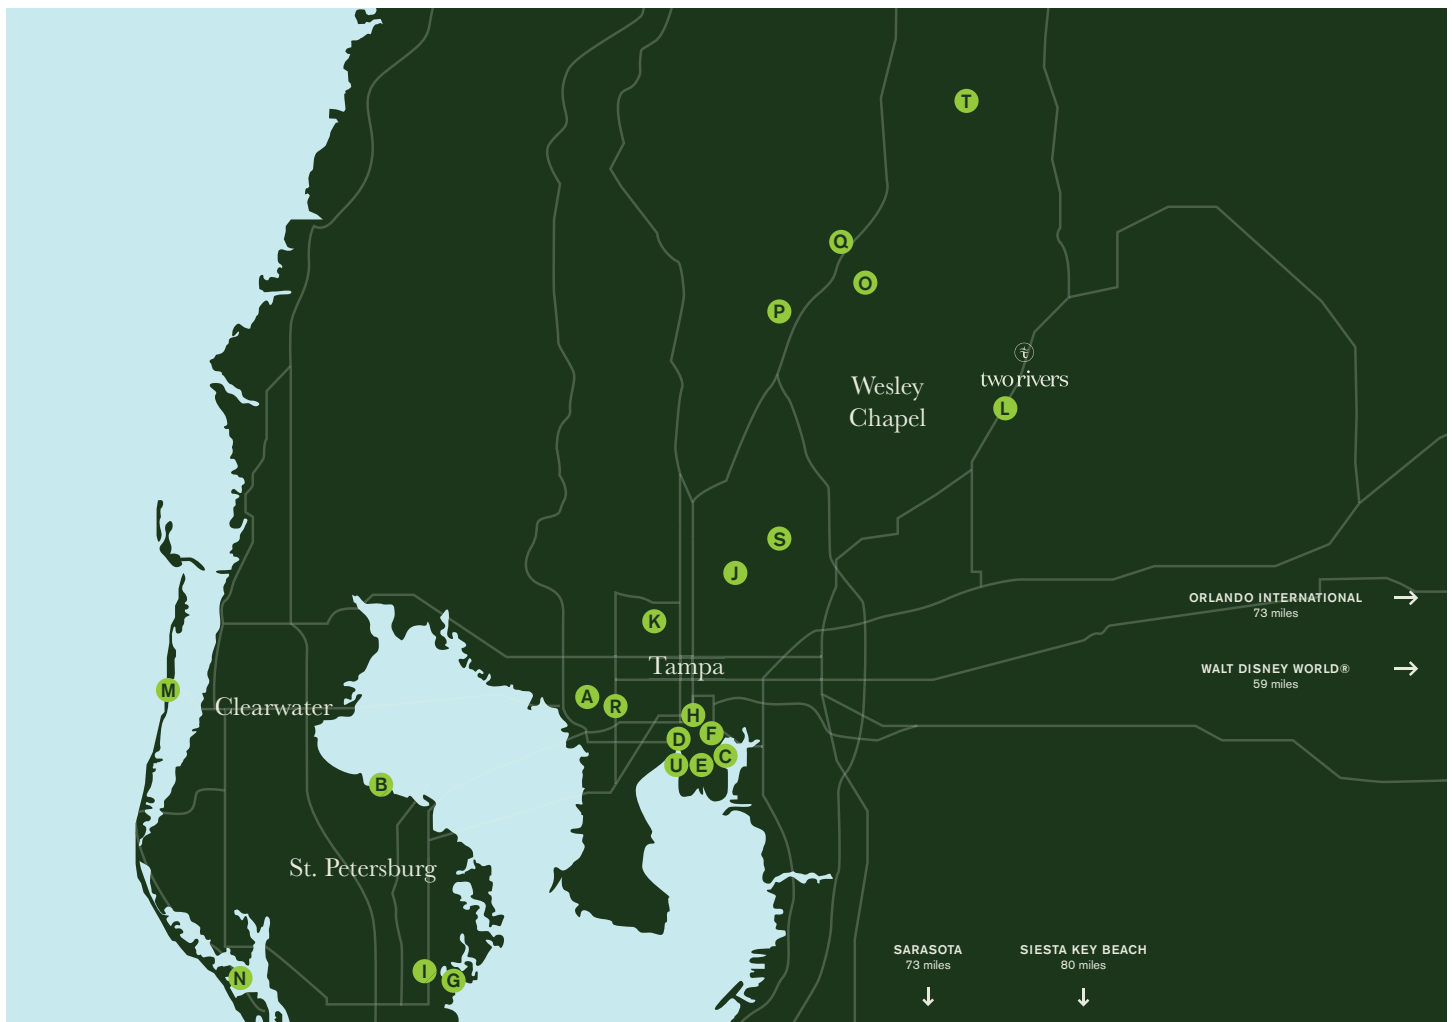 T
Q
O
P
two rivers
Wesley
Chapel
L
S
J
ORLANDO INTERNATIONAL
73 miles
K
Tampa
WALT DISNEY WORLD®
59 miles
M
A
R
Clearwater
H
F
D
C
U
E
B
St. Petersburg
SARASOTA
73 miles
SIESTA KEY BEACH
80 miles
I
G
N